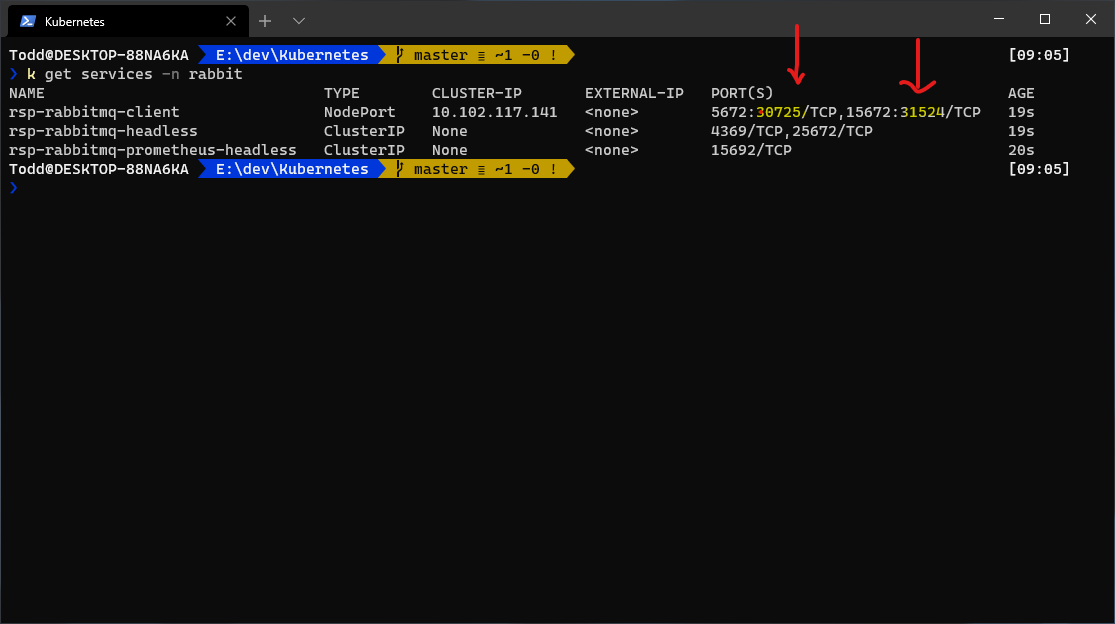 Kubernetes
Todd@DESKTOP-88NA6KA E:\dev\Kubernetes master ≡ ~1 -0 ! [09:05]
❯ k get services -n rabbit
NAME TYPE CLUSTER-IP EXTERNAL-IP PORT(S) AGE
rsp-rabbitmq-client NodePort 10.102.117.141 <none> 5672:30725/TCP,15672:31524/TCP 19s
rsp-rabbitmq-headless ClusterIP None <none> 4369/TCP,25672/TCP 19s
rsp-rabbitmq-prometheus-headless ClusterIP None <none> 15692/TCP 20s
Todd@DESKTOP-88NA6KA E:\dev\Kubernetes master ≡ ~1 -0 ! [09:05]
❯